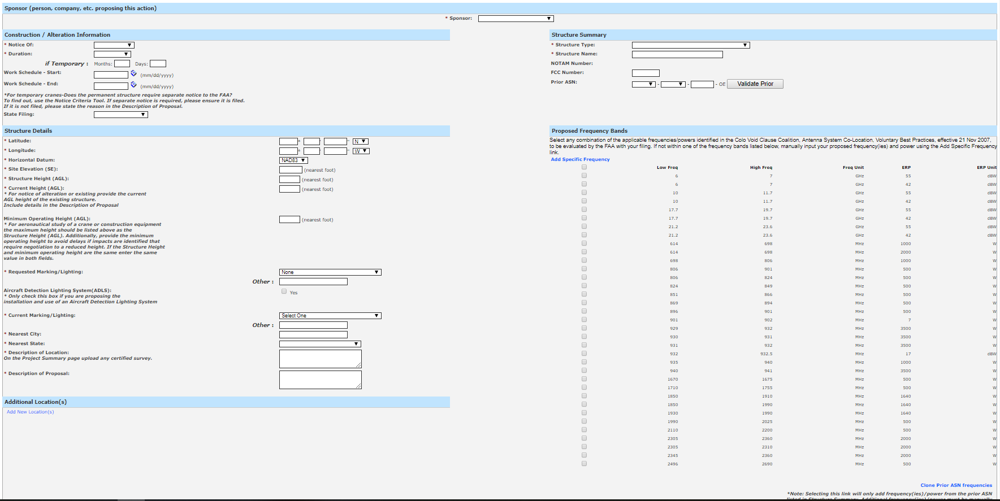 Sponsor (person, company, etc. proposing this action)
* Sponsor:
Construction / Alteration Information
* Notice Of:
* Duration:
if Temporary : Months: Days:
Work Schedule - Start: (mm/dd/yyyy)
Work Schedule - End: (mm/dd/yyyy)
*For temporary cranes-Does the permanent structure require separate notice to the FAA?
To find out, use the Notice Criteria Tool. If separate notice is required, please ensure it is filed.
If it is not filed, please state the reason in the Description of Proposal.
State Filing:
Structure Summary
* Structure Type:
* Structure Name:
NOTAM Number:
FCC Number:
Prior ASN: - - - OE Validate Prior
Structure Details
* Latitude: ° ' " N
* Longitude: ° ' " W
* Horizontal Datum: NAD83
* Site Elevation (SE): (nearest foot)
* Structure Height (AGL): (nearest foot)
* Current Height (AGL): (nearest foot)
* For notice of alteration or existing provide the current
AGL height of the existing structure.
Include details in the Description of Proposal
Minimum Operating Height (AGL): (nearest foot)
* For aeronautical study of a crane or construction equipment
the maximum height should be listed above as the
Structure Height (AGL). Additionally, provide the minimum
operating height to avoid delays if impacts are identified that
require negotiation to a reduced height. If the Structure Height
and minimum operating height are the same enter the same
value in both fields.
* Requested Marking/Lighting: None
Other :
Aircraft Detection Lighting System(ADLS): Yes
* Only check this box if you are proposing the
installation and use of an Aircraft Detection Lighting System
* Current Marking/Lighting: Select One
Other :
* Nearest City:
* Nearest State:
* Description of Location:
On the Project Summary page upload any certified survey.
* Description of Proposal:
Additional Location(s)
Add New Location(s)
Proposed Frequency Bands
Select any combination of the applicable frequencies/powers identified in the Colo Void Clause Coalition, Antenna System Co-Location, Voluntary Best Practices, effective 21 Nov 2007,
to be evaluated by the FAA with your filing. If not within one of the frequency bands listed below, manually input your proposed frequency(ies) and power using the Add Specific Frequency
link.
Add Specific Frequency
Low Freq High Freq Freq Unit ERP ERP Unit
6 7 GHz 55 dBW
6 7 GHz 42 dBW
10 11.7 GHz 55 dBW
10 11.7 GHz 42 dBW
17.7 19.7 GHz 55 dBW
17.7 19.7 GHz 42 dBW
21.2 23.6 GHz 55 dBW
21.2 23.6 GHz 42 dBW
614 698 MHz 1000 W
614 698 MHz 2000 W
698 806 MHz 1000 W
806 901 MHz 500 W
806 824 MHz 500 W
824 849 MHz 500 W
851 866 MHz 500 W
869 894 MHz 500 W
896 901 MHz 500 W
901 902 MHz 7 W
929 932 MHz 3500 W
930 931 MHz 3500 W
931 932 MHz 3500 W
932 932.5 MHz 17 dBW
935 940 MHz 1000 W
940 941 MHz 3500 W
1670 1675 MHz 500 W
1710 1755 MHz 500 W
1850 1910 MHz 1640 W
1850 1990 MHz 1640 W
1930 1990 MHz 1640 W
1990 2025 MHz 500 W
2110 2200 MHz 500 W
2305 2360 MHz 2000 W
2305 2310 MHz 2000 W
2345 2360 MHz 2000 W
2496 2690 MHz 500 W
Clone Prior ASN frequencies
*Note: Selecting this link will only add frequency(ies)/power from the prior ASN
listed in Structure Summary. Additional frequency(ies)/power must be manually